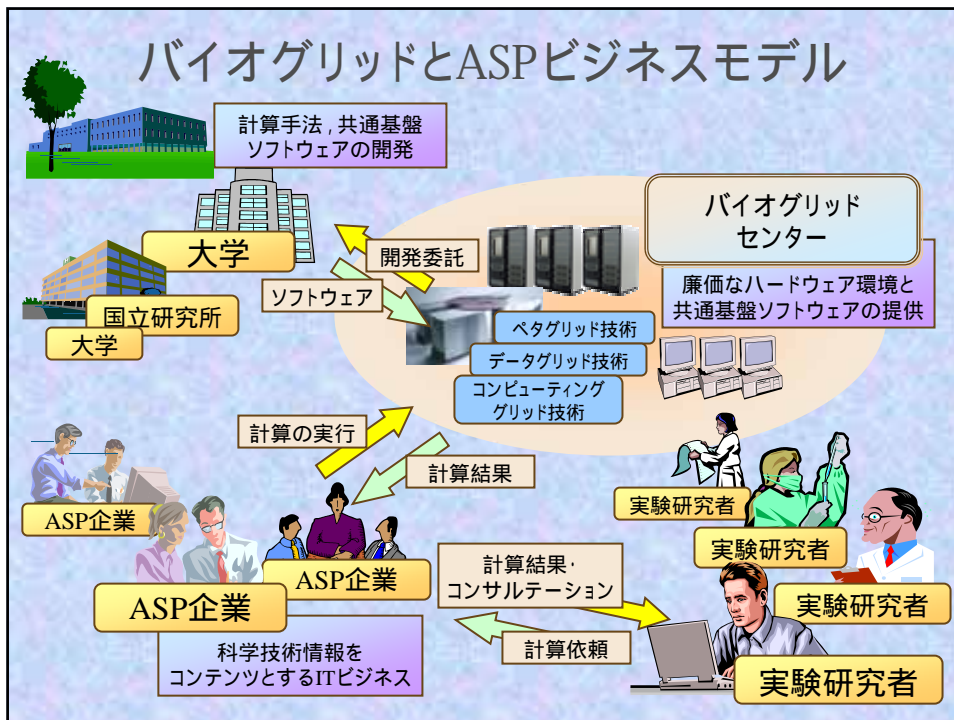 バイオグリッドとASPビジネスモデル
計算手法，共通基盤
ソフトウェアの開発
バイオグリッド
センター
廉価なハードウェア環境と
共通基盤ソフトウェアの提供
大学
国立研究所
大学
開発委託
ソフトウェア
ペタグリッド技術
データグリッド技術
コンピューティング
グリッド技術
計算の実行
計算結果
ASP企業
ASP企業
ASP企業
科学技術情報を
コンテンツとするITビジネス
計算結果・
コンサルテーション
計算依頼
実験研究者
実験研究者
実験研究者
実験研究者